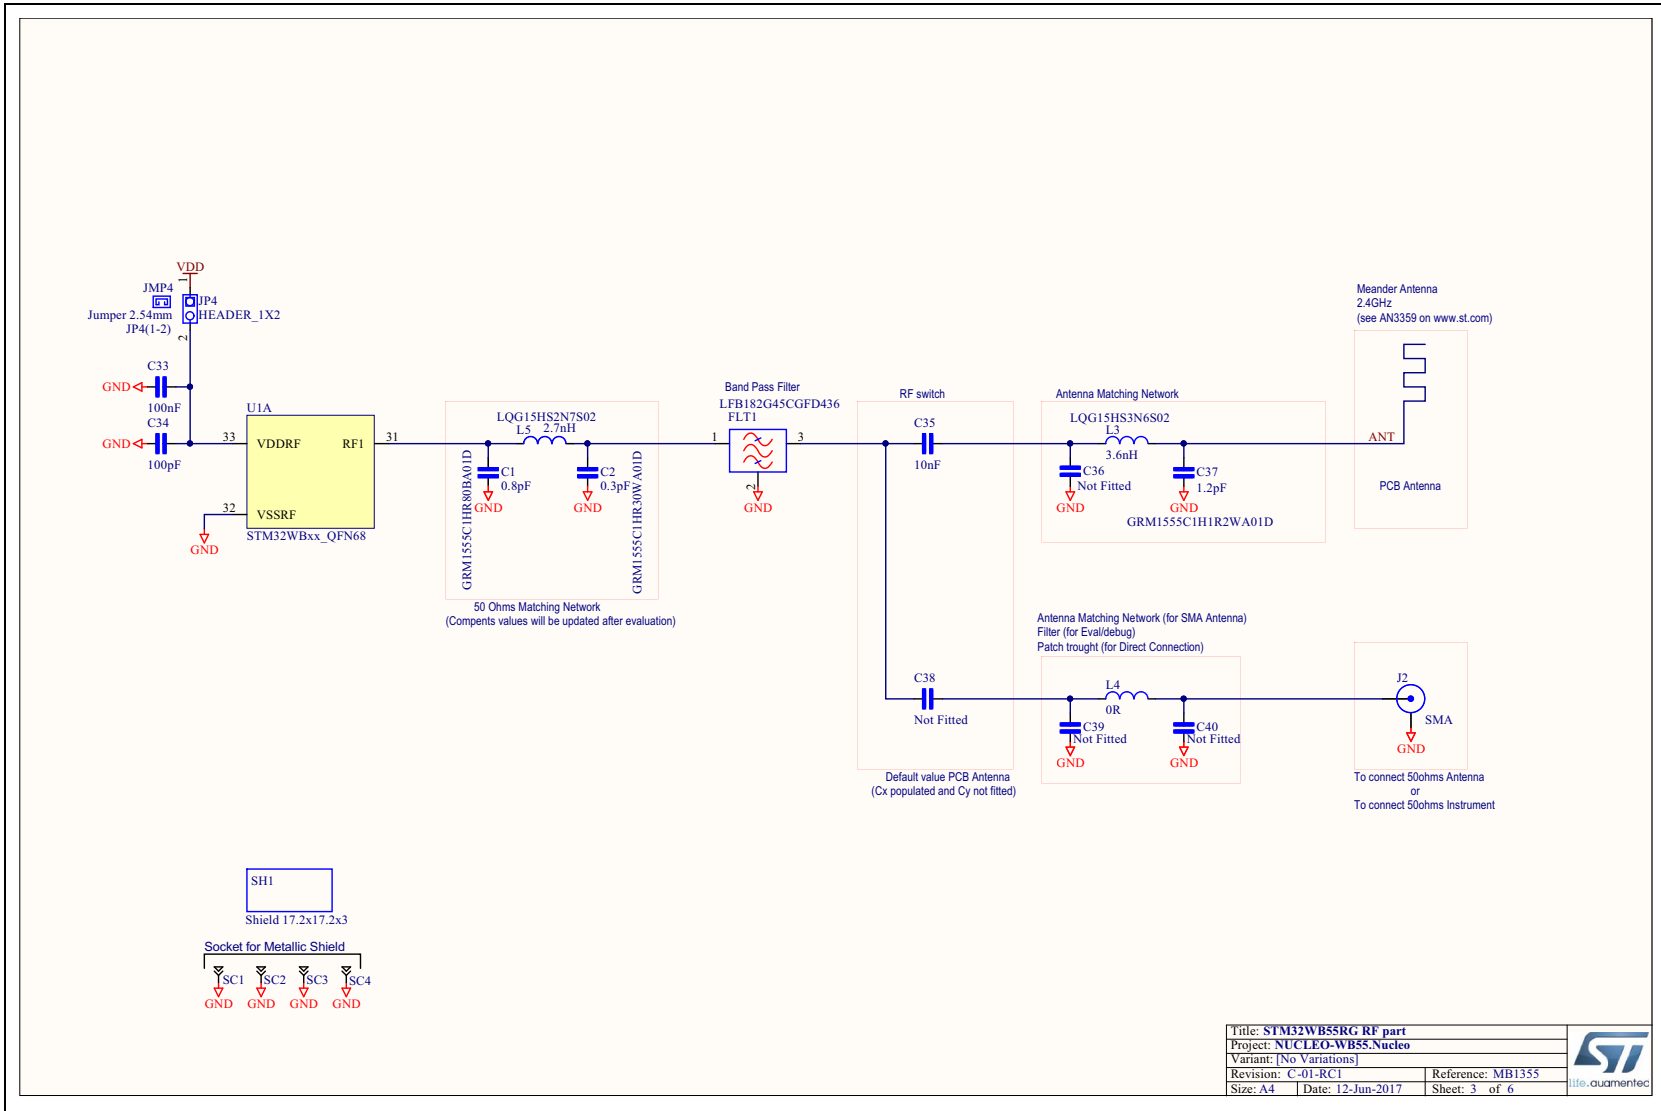 VDD
1
JMP4
JP4
Jumper 2.54mm
HEADER_1X2
JP4(1-2)
2
C33
GND
100nF
C34
GND
100pF
U1A
33
VDDRF
RF1
31
32
VSSRF
GND
STM32WBxx_QFN68
LQG15HS2N7S02
L5
2.7nH
C1
0.8pF
GND
GRM1555C1HR80BA01D
C2
0.3pF
GND
GRM1555C1HR30WA01D
50 Ohms Matching Network
(Compents values will be updated after evaluation)
Band Pass Filter
LFB182G45CGFD436
FLT1
1
3
2
GND
RF switch
C35
10nF
C38
Not Fitted
Default value PCB Antenna
(Cx populated and Cy not fitted)
Antenna Matching Network
LQG15HS3N6S02
L3
3.6nH
C36
Not Fitted
GND
C37
1.2pF
GND
GRM1555C1H1R2WA01D
Meander Antenna
2.4GHz
(see AN3359 on www.st.com)
ANT
PCB Antenna
Antenna Matching Network (for SMA Antenna)
Filter (for Eval/debug)
Patch trought (for Direct Connection)
L4
0R
C39
Not Fitted
GND
C40
Not Fitted
GND
J2
SMA
GND
To connect 50ohms Antenna
or
To connect 50ohms Instrument
SH1
Shield 17.2x17.2x3
Socket for Metallic Shield
SC1
SC2
SC3
SC4
GND
GND
GND
GND
Title: STM32WB55RG RF part
Project: NUCLEO-WB55.Nucleo
Variant: [No Variations]
Revision: C-01-RC1
Reference: MB1355
Size: A4
Date: 12-Jun-2017
Sheet: 3 of 6
ST
life.augmented